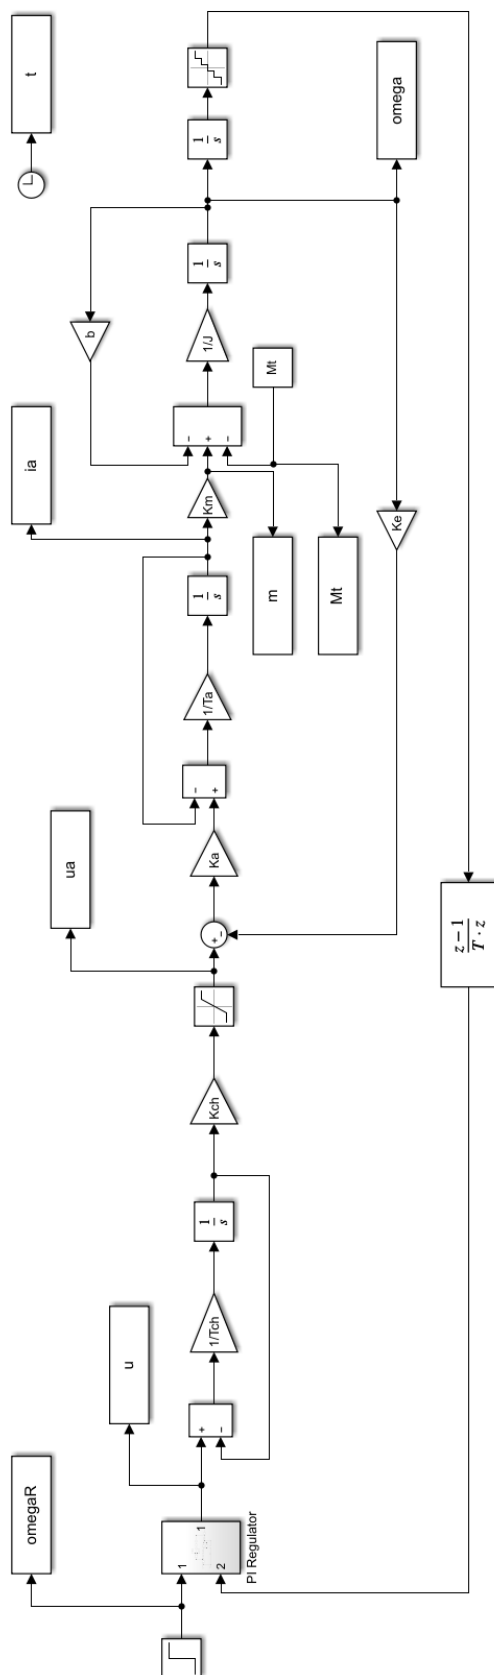 omegaR
1
2
1
PI Regulator
u
+
−
1/Tch
1
s
Kch
ua
+
−
Ka
−
+
1/Ta
1
s
ia
Km
m
Mt
−
+
−
Mt
b
1/J
1
s
1
s
Ke
omega
t
z − 1
T · z